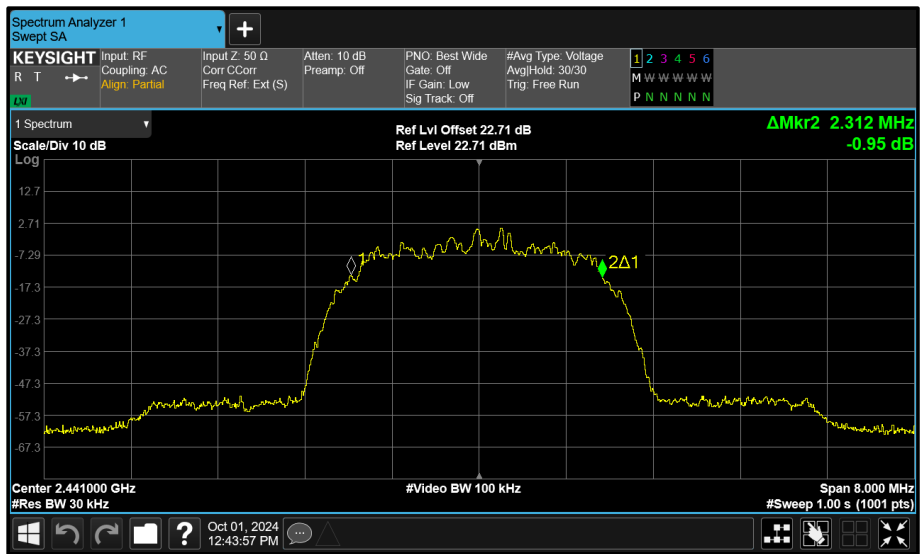 Spectrum Analyzer 1
Swept SA
+
KEYSIGHT
R T
LXI
Input: RF
Coupling: AC
Align: Partial
Input Z: 50 Ω
Corr CCorr
Freq Ref: Ext (S)
Atten: 10 dB
Preamp: Off
PNO: Best Wide
Gate: Off
IF Gain: Low
Sig Track: Off
#Avg Type: Voltage
Avg|Hold: 30/30
Trig: Free Run
1 2 3 4 5 6
M W W W W W
P N N N N N
1 Spectrum
Scale/Div 10 dB
Ref Lvl Offset 22.71 dB
Ref Level 22.71 dBm
ΔMkr2 2.312 MHz
-0.95 dB
Log
12.7
2.71
-7.29
-17.3
-27.3
-37.3
-47.3
-57.3
-67.3
1
2Δ1
Center 2.441000 GHz
#Video BW 100 kHz
Span 8.000 MHz
#Res BW 30 kHz
#Sweep 1.00 s (1001 pts)
?
Oct 01, 2024
12:43:57 PM